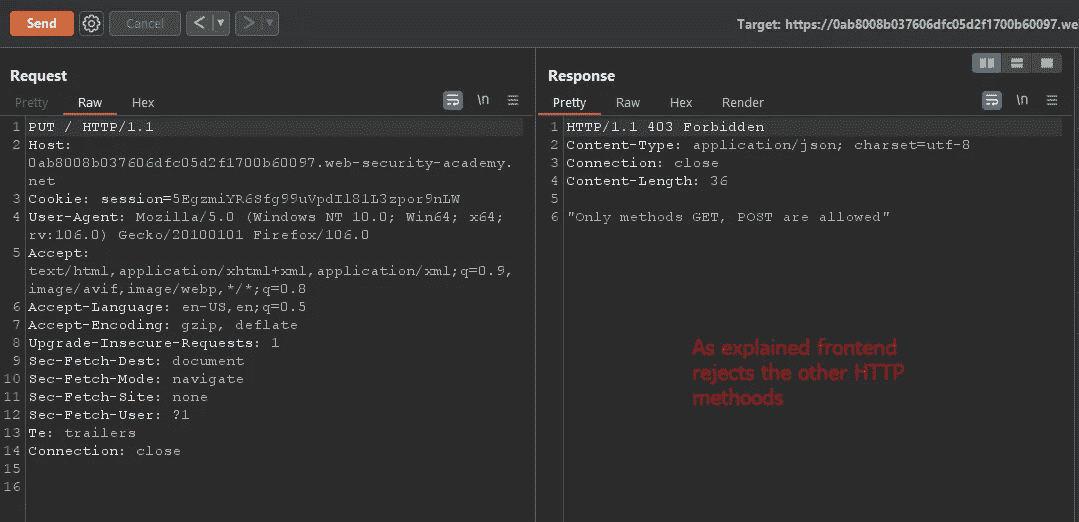 Send
Cancel
Target: https://0ab8008b037606dfc05d2f1700b60097.we
Request
Response
Pretty
Raw
Hex
\n
Pretty
Raw
Hex
Render
\n
1 PUT / HTTP/1.1
2 Host:
0ab8008b037606dfc05d2f1700b60097.web-security-academy.
net
3 Cookie: session=5EgzmiYR6Sfg99uVpdIl81L3zpor9nLW
4 User-Agent: Mozilla/5.0 (Windows NT 10.0; Win64; x64;
rv:106.0) Gecko/20100101 Firefox/106.0
5 Accept:
text/html,application/xhtml+xml,application/xml;q=0.9,
image/avif,image/webp,*/*;q=0.8
6 Accept-Language: en-US,en;q=0.5
7 Accept-Encoding: gzip, deflate
8 Upgrade-Insecure-Requests: 1
9 Sec-Fetch-Dest: document
10 Sec-Fetch-Mode: navigate
11 Sec-Fetch-Site: none
12 Sec-Fetch-User: ?1
13 Te: trailers
14 Connection: close
15
16
1 HTTP/1.1 403 Forbidden
2 Content-Type: application/json; charset=utf-8
3 Connection: close
4 Content-Length: 36
5
6 "Only methods GET, POST are allowed"
As explained frontend
rejects the other HTTP
methoods